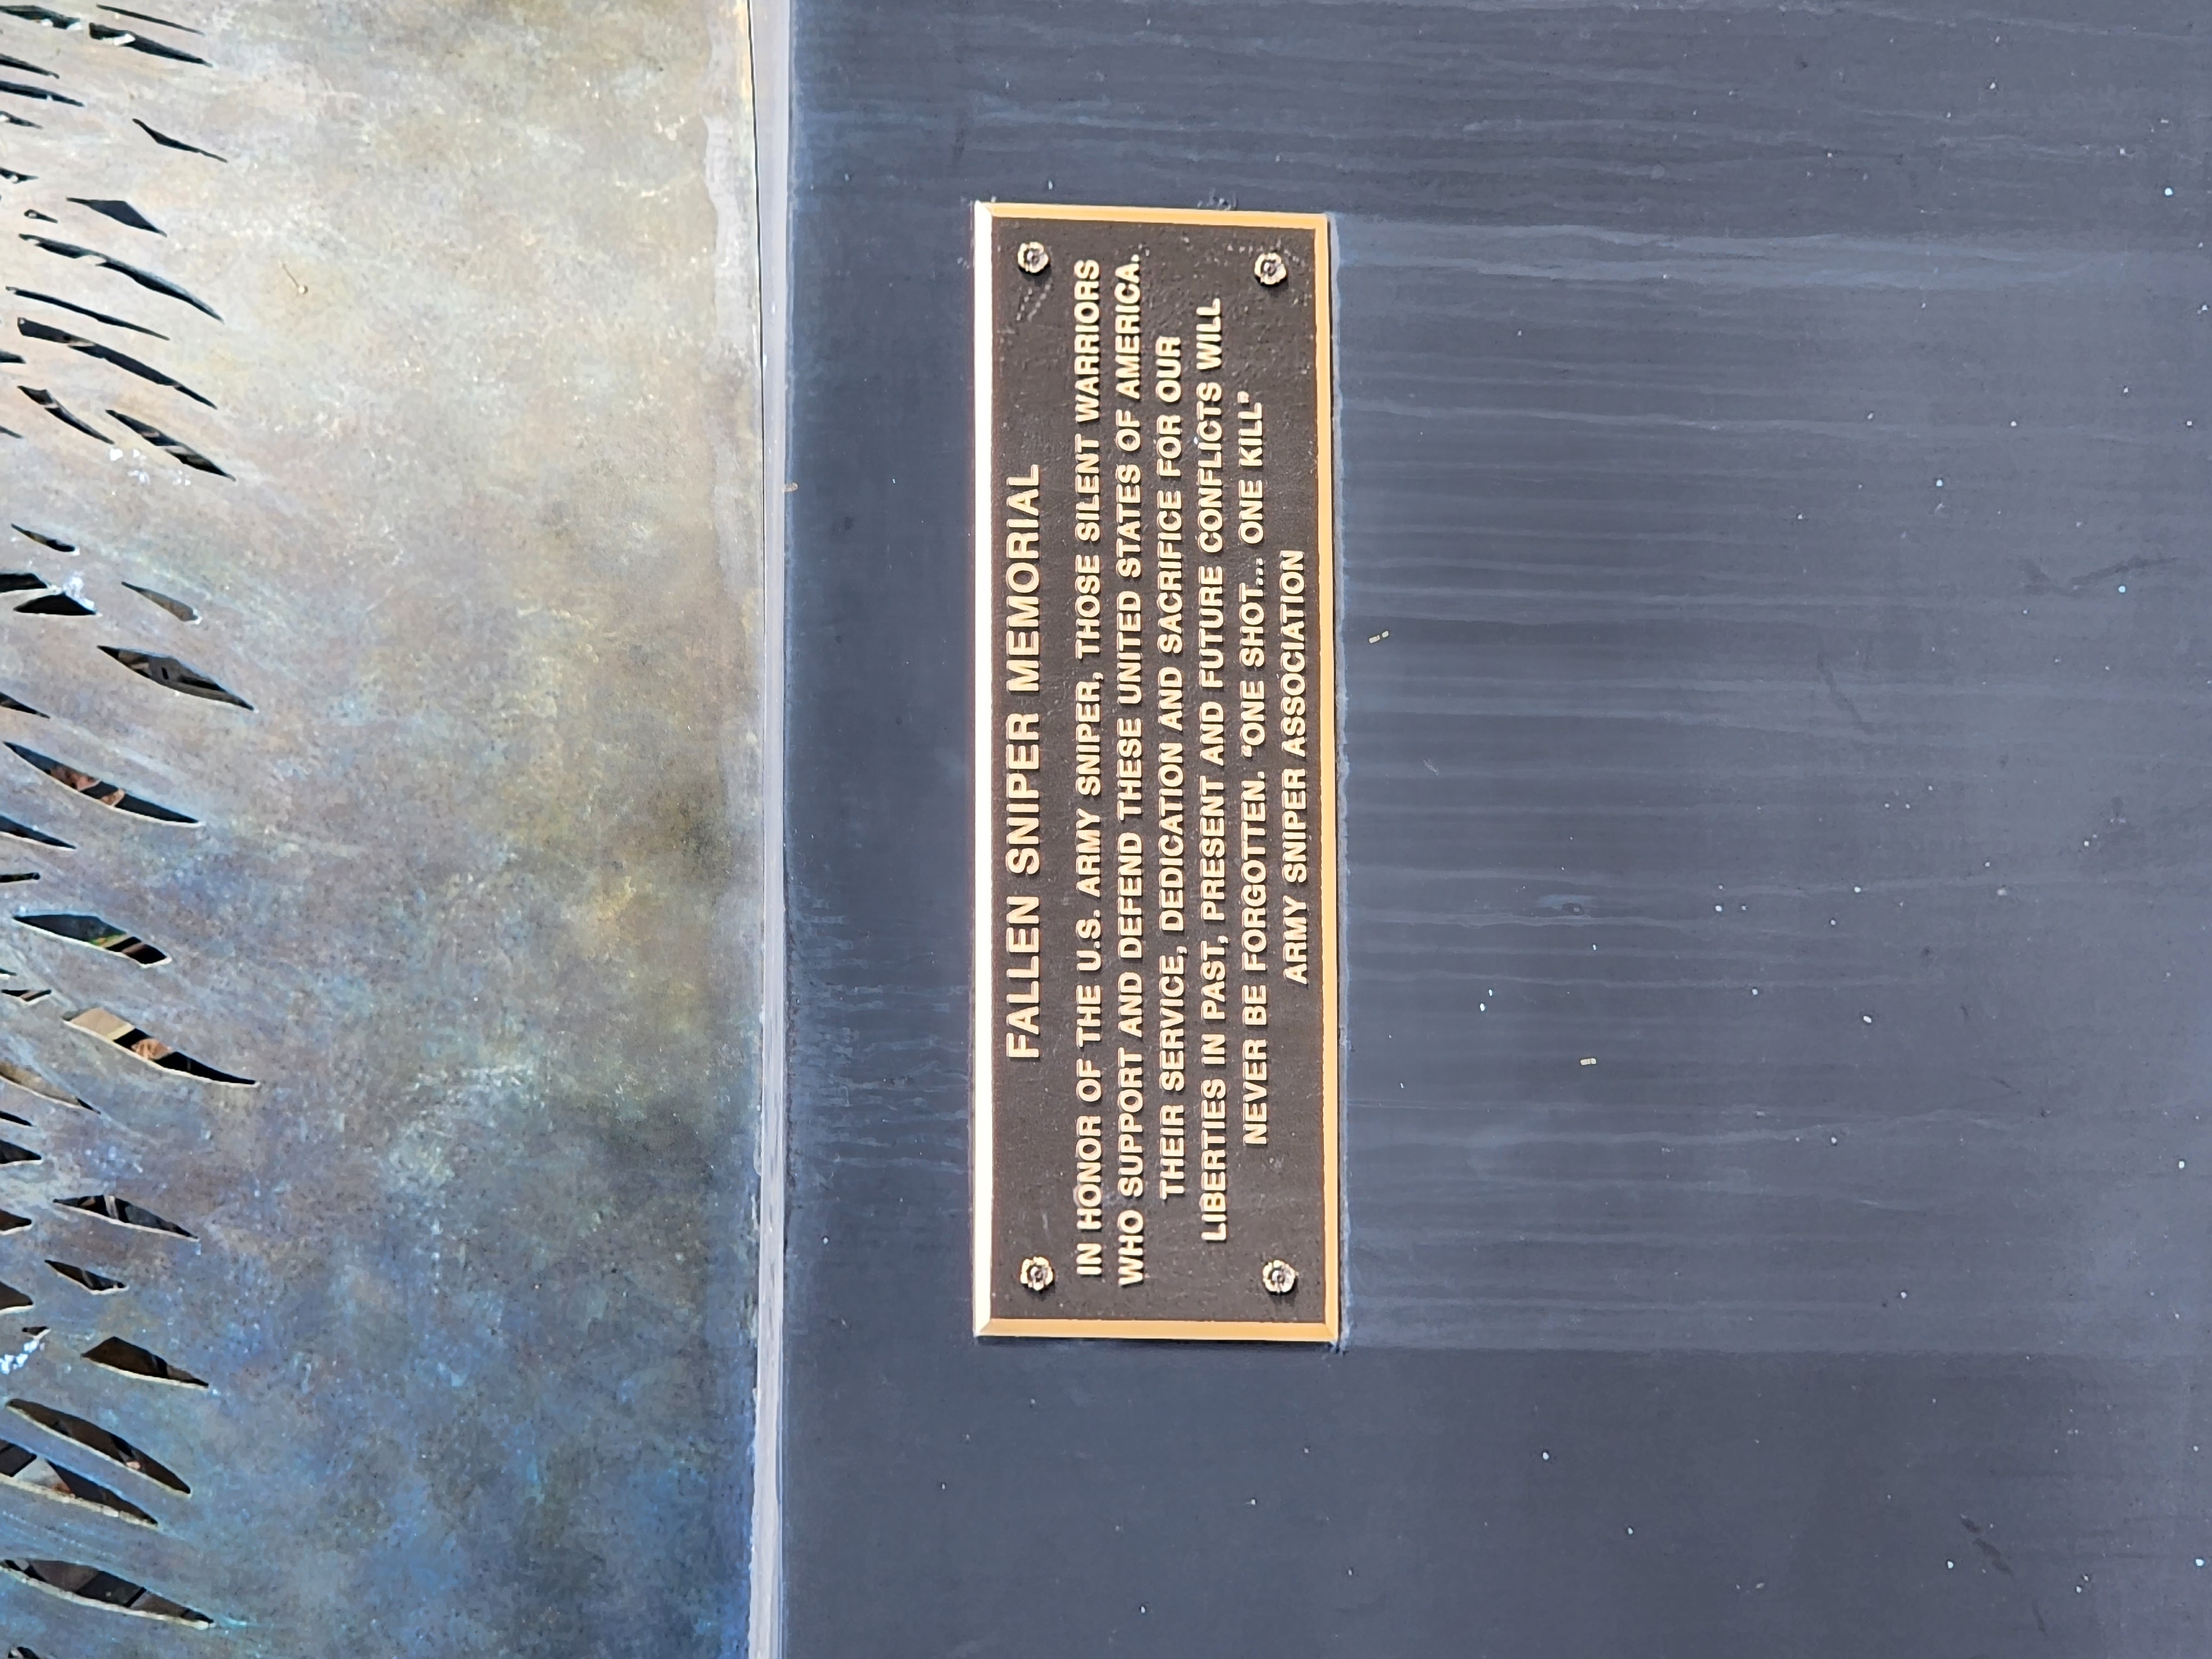 FALLEN SNIPER MEMORIAL
IN HONOR OF THE U.S. ARMY SNIPER, THOSE SILENT WARRIORS
WHO SUPPORT AND DEFEND THESE UNITED STATES OF AMERICA.
THEIR SERVICE, DEDICATION AND SACRIFICE FOR OUR
LIBERTIES IN PAST, PRESENT AND FUTURE CONFLICTS WILL
NEVER BE FORGOTTEN. “ONE SHOT... ONE KILL”
ARMY SNIPER ASSOCIATION